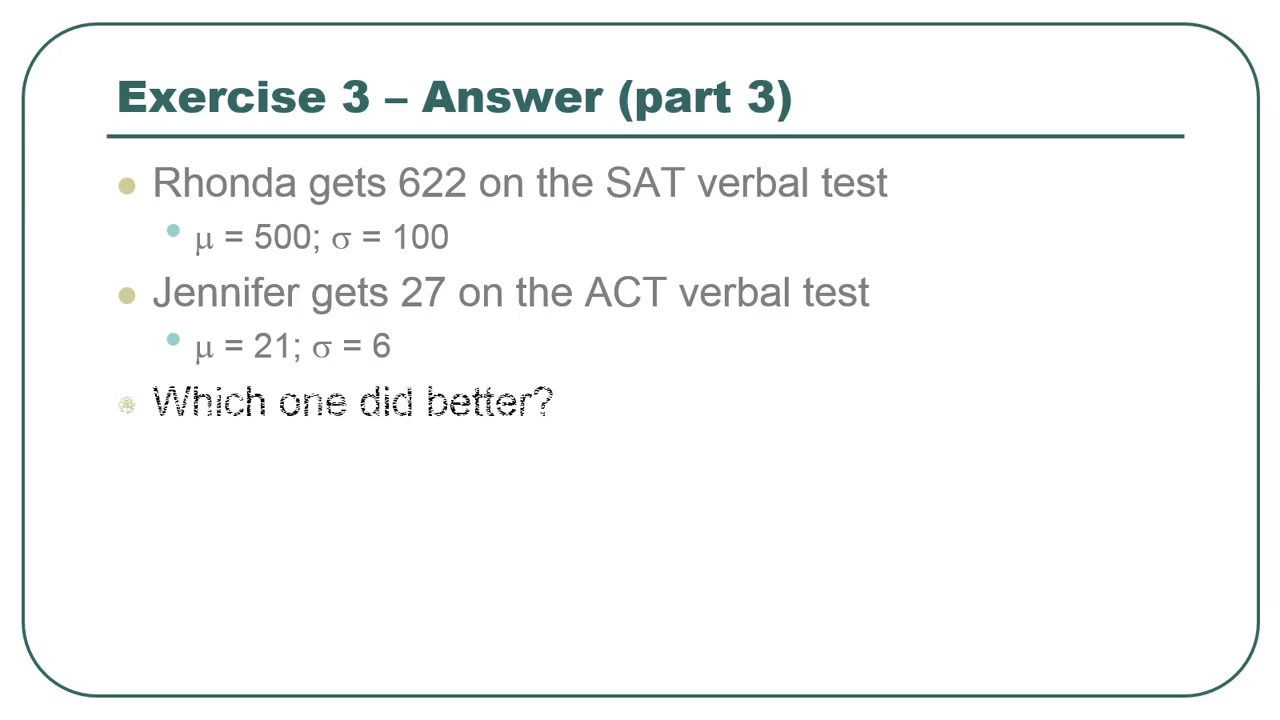 Exercise 3 – Answer (part 3)
Rhonda gets 622 on the SAT verbal test
μ = 500; σ = 100
Jennifer gets 27 on the ACT verbal test
μ = 21; σ = 6
Which one did better?